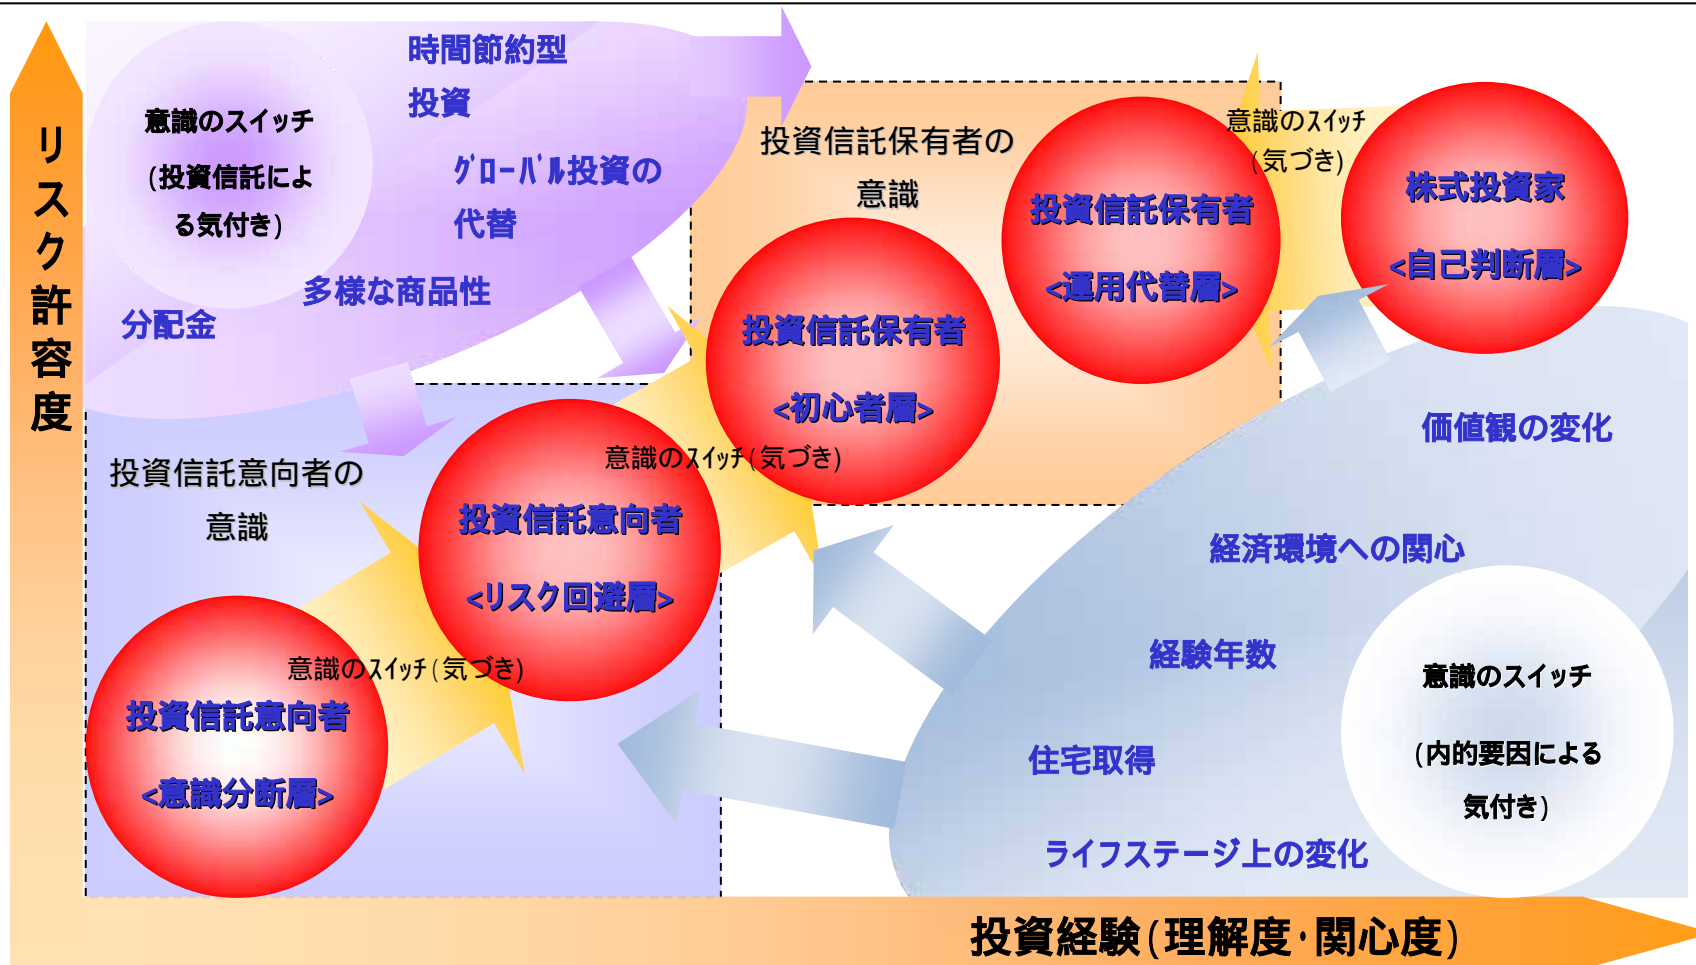 リスク許容度
意識のスイッチ
(投資信託によ
る気付き)
時間節約型
投資
グローバル投資の
代替
多様な商品性
分配金
投資信託保有者の
意識
投資信託保有者
<運用代替層>
意識のスイッチ
(気づき)
株式投資家
<自己判断層>
投資信託保有者
<初心者層>
意識のスイッチ(気づき)
投資信託意向者の
意識
投資信託意向者
<リスク回避層>
意識のスイッチ(気づき)
投資信託意向者
<意識分断層>
価値観の変化
経済環境への関心
経験年数
住宅取得
ライフステージ上の変化
意識のスイッチ
(内的要因による
気付き)
投資経験(理解度・関心度)